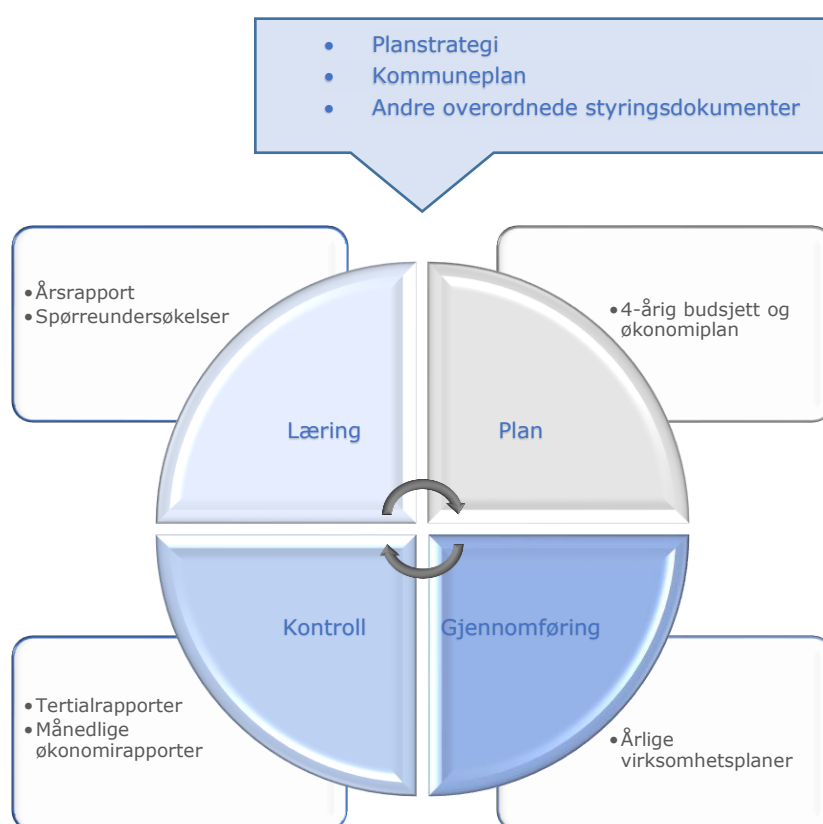 • Planstrategi
• Kommuneplan
• Andre overordnede styringsdokumenter
• Årsrapport
• Spørreundersøkelser
• 4-årig budsjett og
økonomiplan
Læring
Plan
Kontroll
Gjennomføring
• Tertialrapporter
• Månedlige
økonomirapporter
• Årlige
virksomhetsplaner